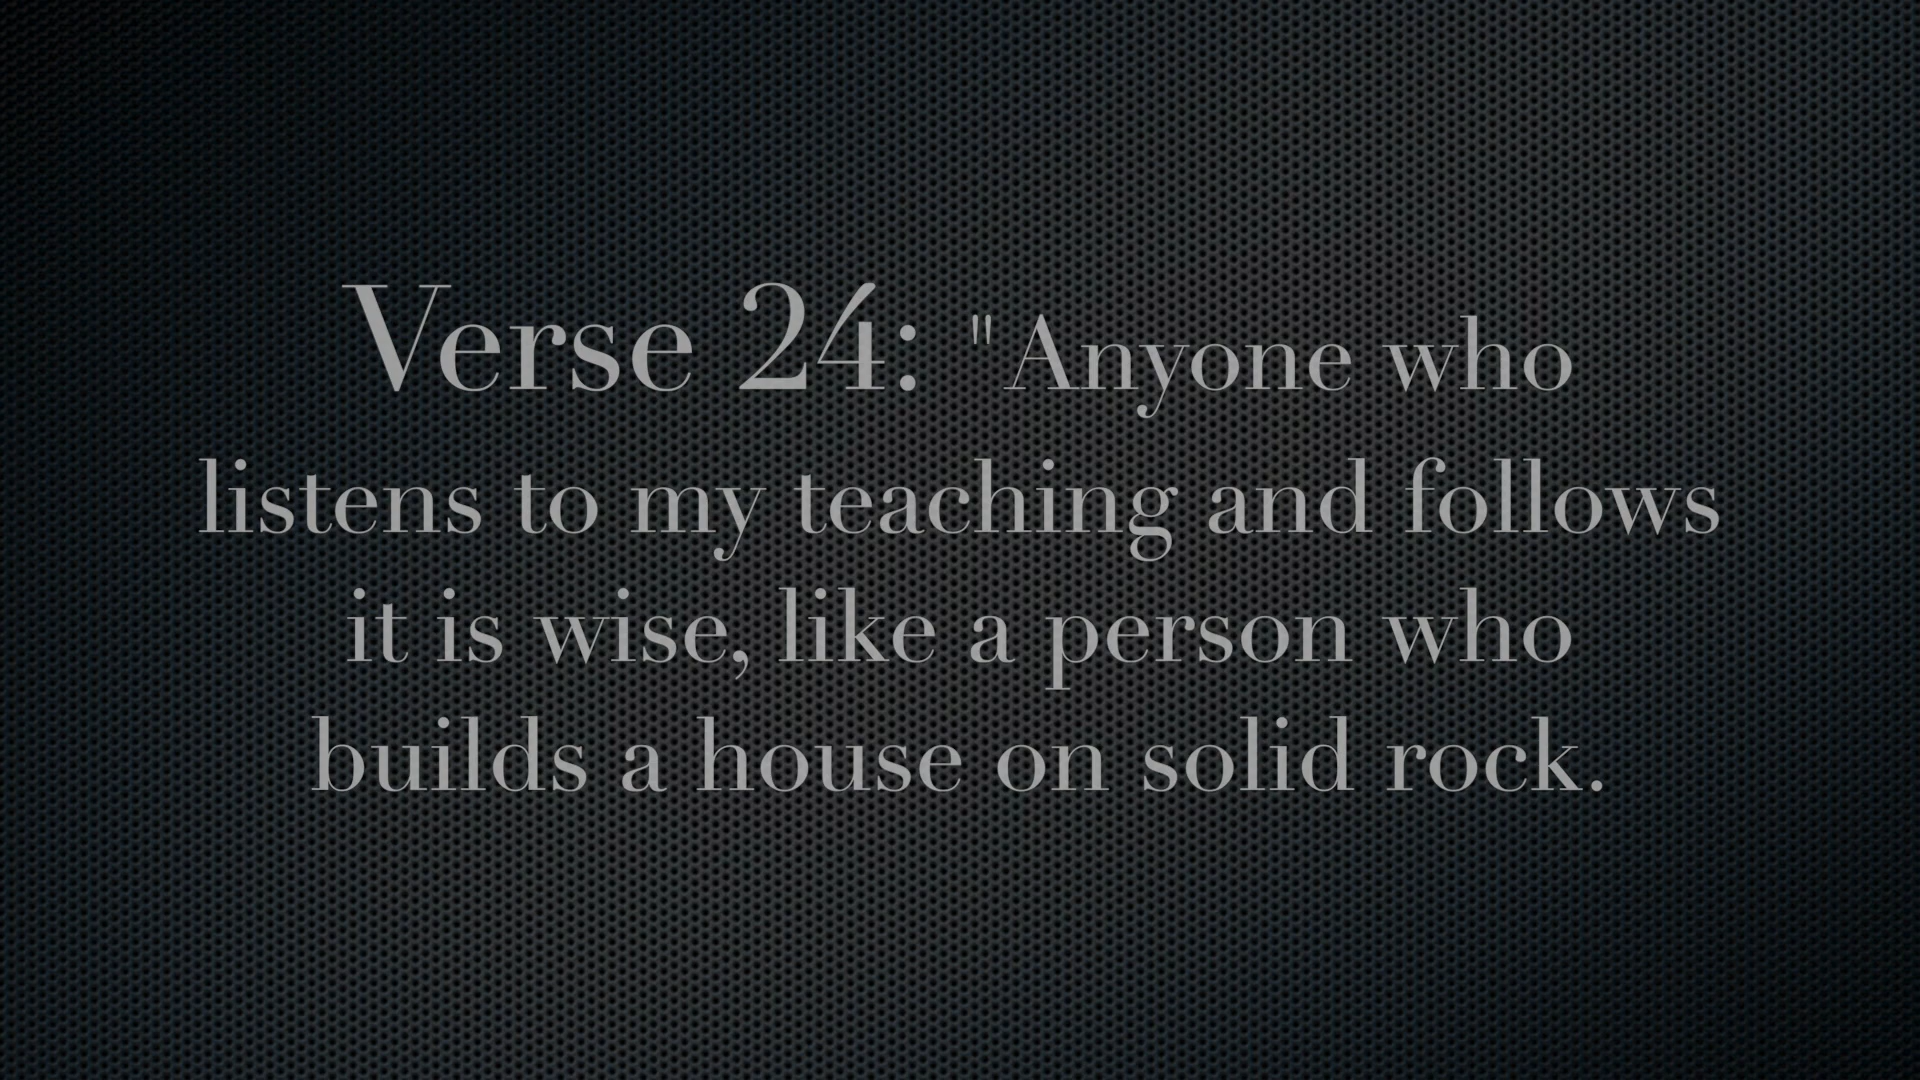 Verse 24: "Anyone who
listens to my teaching and follows
it is wise, like a person who
builds a house on solid rock.